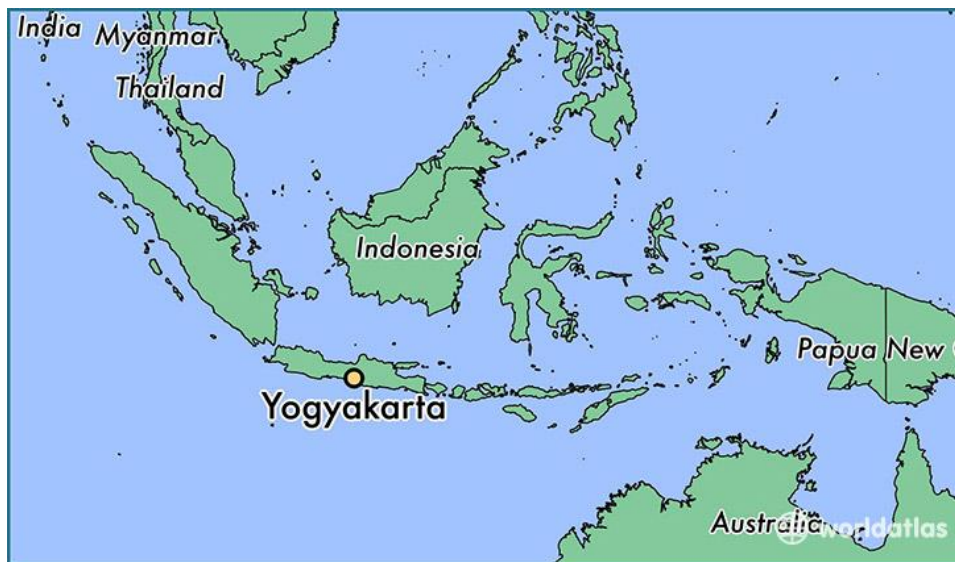 India
Myanmar
Thailand
Indonesia
Papua New
Yogyakarta
Australia
worldatlas